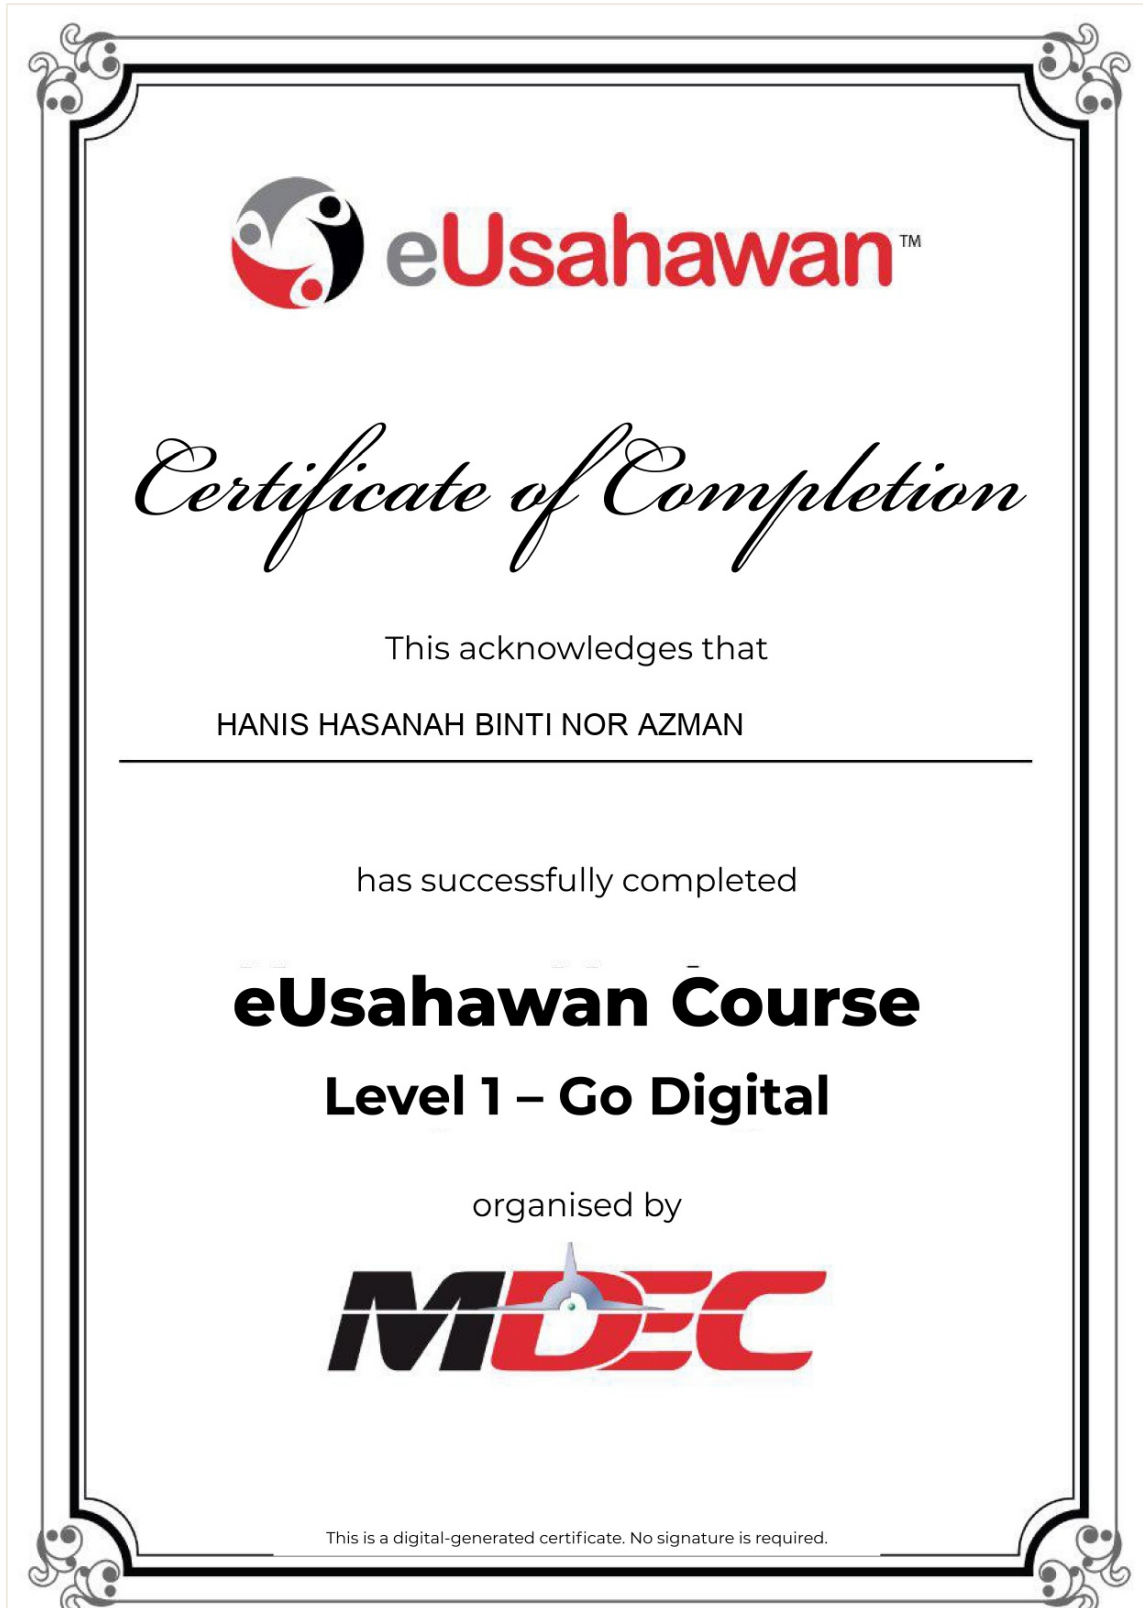 eUsahawan™
Certificate of Completion
This acknowledges that
HANIS HASANAH BINTI NOR AZMAN
has successfully completed
eUsahawan Course
Level 1 – Go Digital
organised by
MDEC
This is a digital-generated certificate. No signature is required.